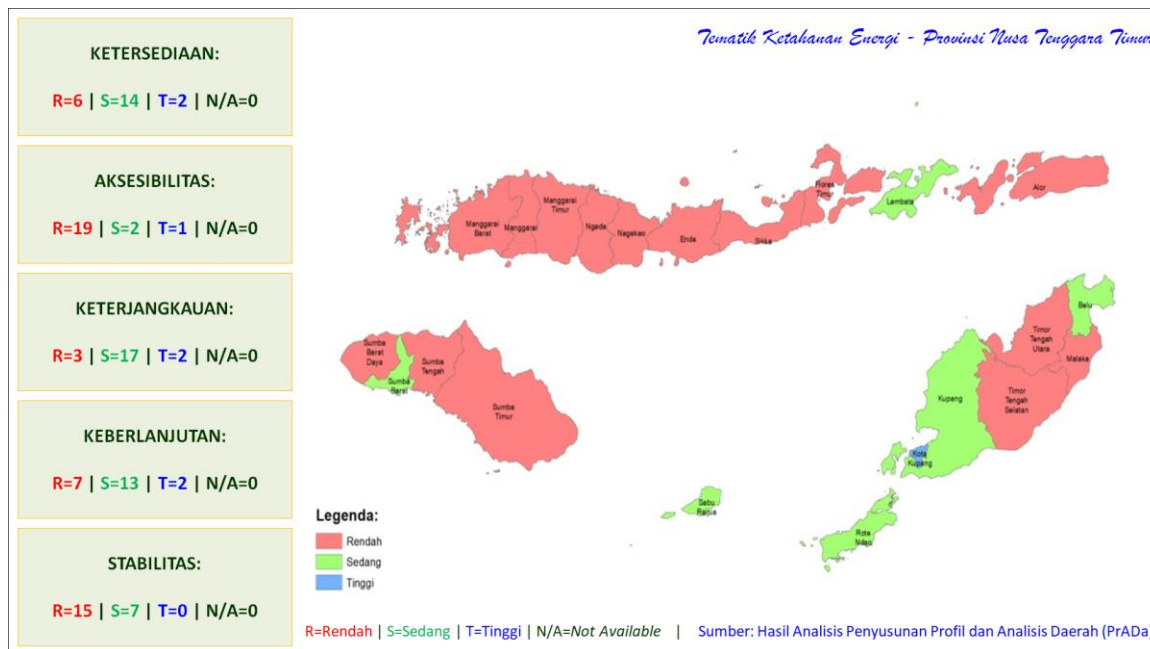 KETERSEDIAAN:
R=6 | S=14 | T=2 | N/A=0
AKSESIBILITAS:
R=19 | S=2 | T=1 | N/A=0
KETERJANGKAUAN:
R=3 | S=17 | T=2 | N/A=0
KEBERLANJUTAN:
R=7 | S=13 | T=2 | N/A=0
STABILITAS:
R=15 | S=7 | T=0 | N/A=0
Tematik Ketahanan Energi - Provinsi Nusa Tenggara Timur
Manggarai
Barat
Manggarai
Manggarai
Timur
Ngada
Nagekeo
Ende
Sikka
Flores
Timur
Lembata
Alor
Sumba
Barat
Daya
Sumba
Barat
Sumba
Tengah
Sumba
Timur
Sabu
Raijua
Rote
Ndao
Kota
Kupang
Kupang
Timor
Tengah
Selatan
Timor
Tengah
Utara
Malaka
Belu
Legenda:
Rendah
Sedang
Tinggi
R=Rendah | S=Sedang | T=Tinggi | N/A=Not Available | Sumber: Hasil Analisis Penyusunan Profil dan Analisis Daerah (PrADa)